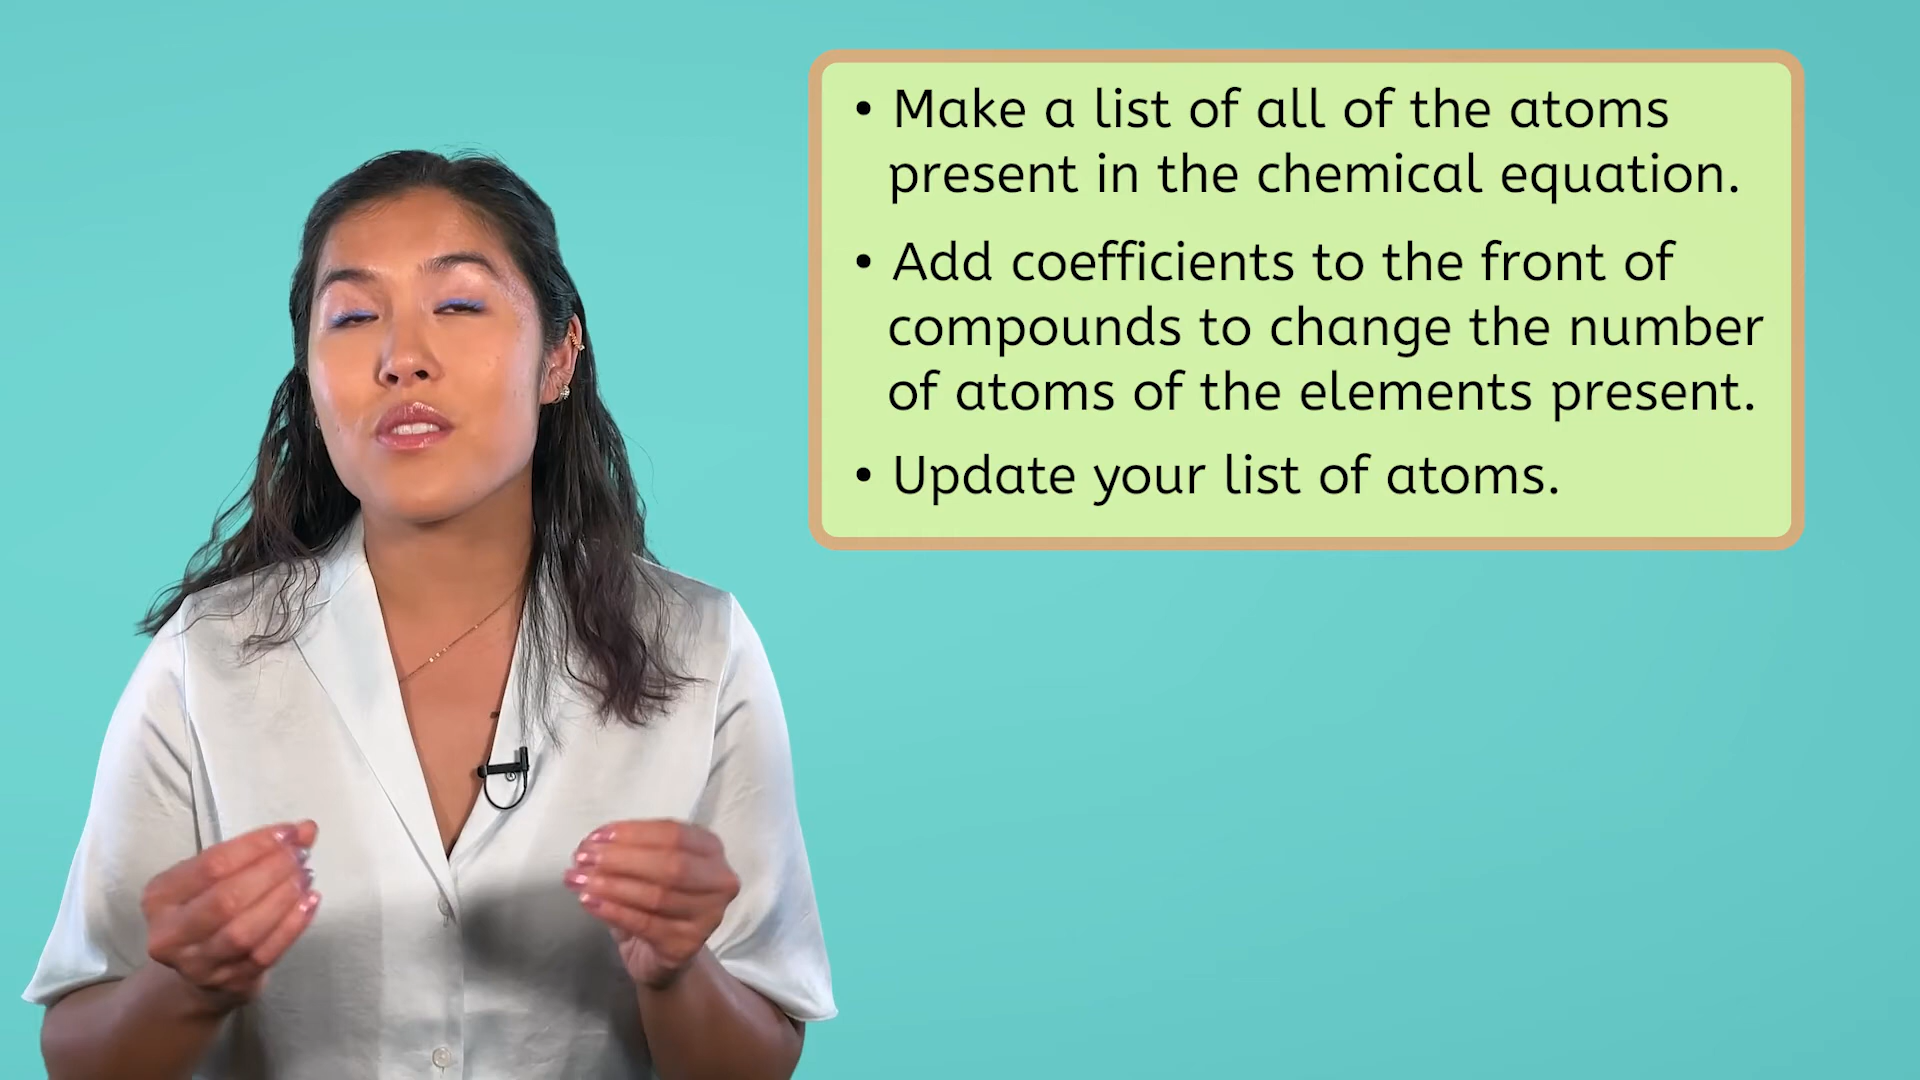 • Make a list of all of the atoms
present in the chemical equation.
• Add coefficients to the front of
compounds to change the number
of atoms of the elements present.
• Update your list of atoms.